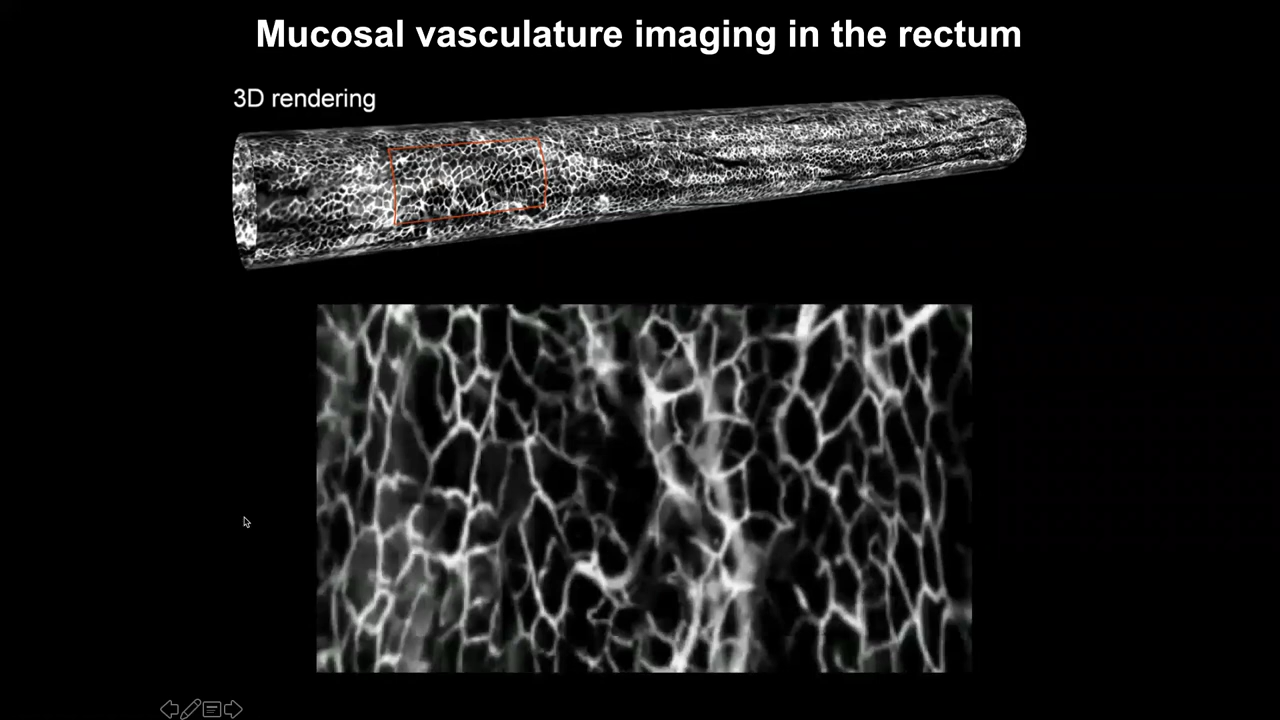 Mucosal vasculature imaging in the rectum
3D rendering